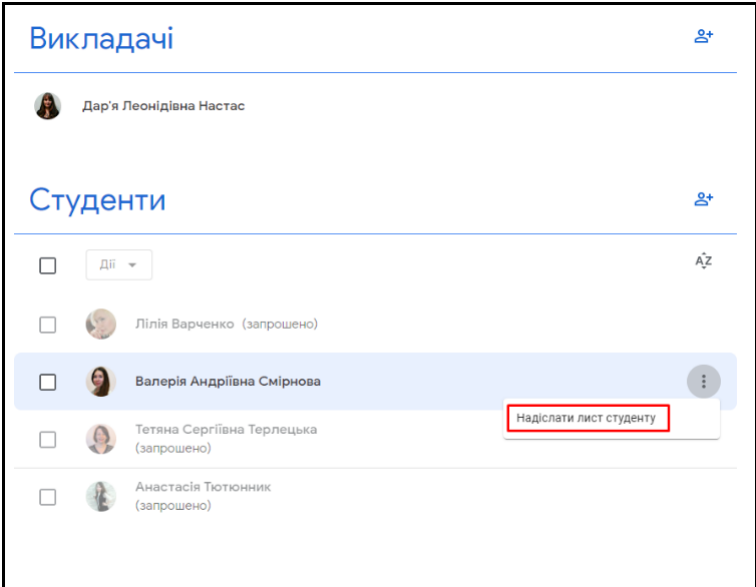 Викладачі
Дар'я Леонідівна Настас
Студенти
Дії
AZ
Лілія Варченко (запрошено)
Валерія Андріївна Смірнова
Надіслати лист студенту
Тетяна Сергіївна Терлецька
(запрошено)
Анастасія Тютюнник
(запрошено)